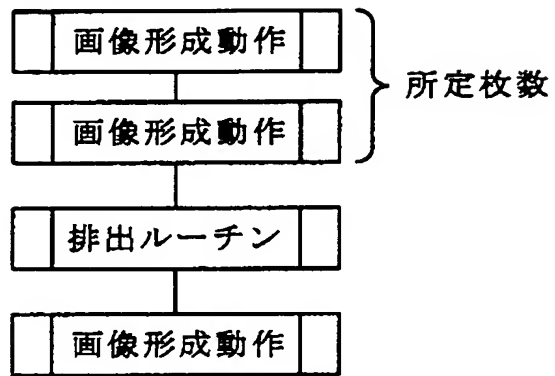 画像形成動作
所定枚数
画像形成動作
排出ルーチン
画像形成動作